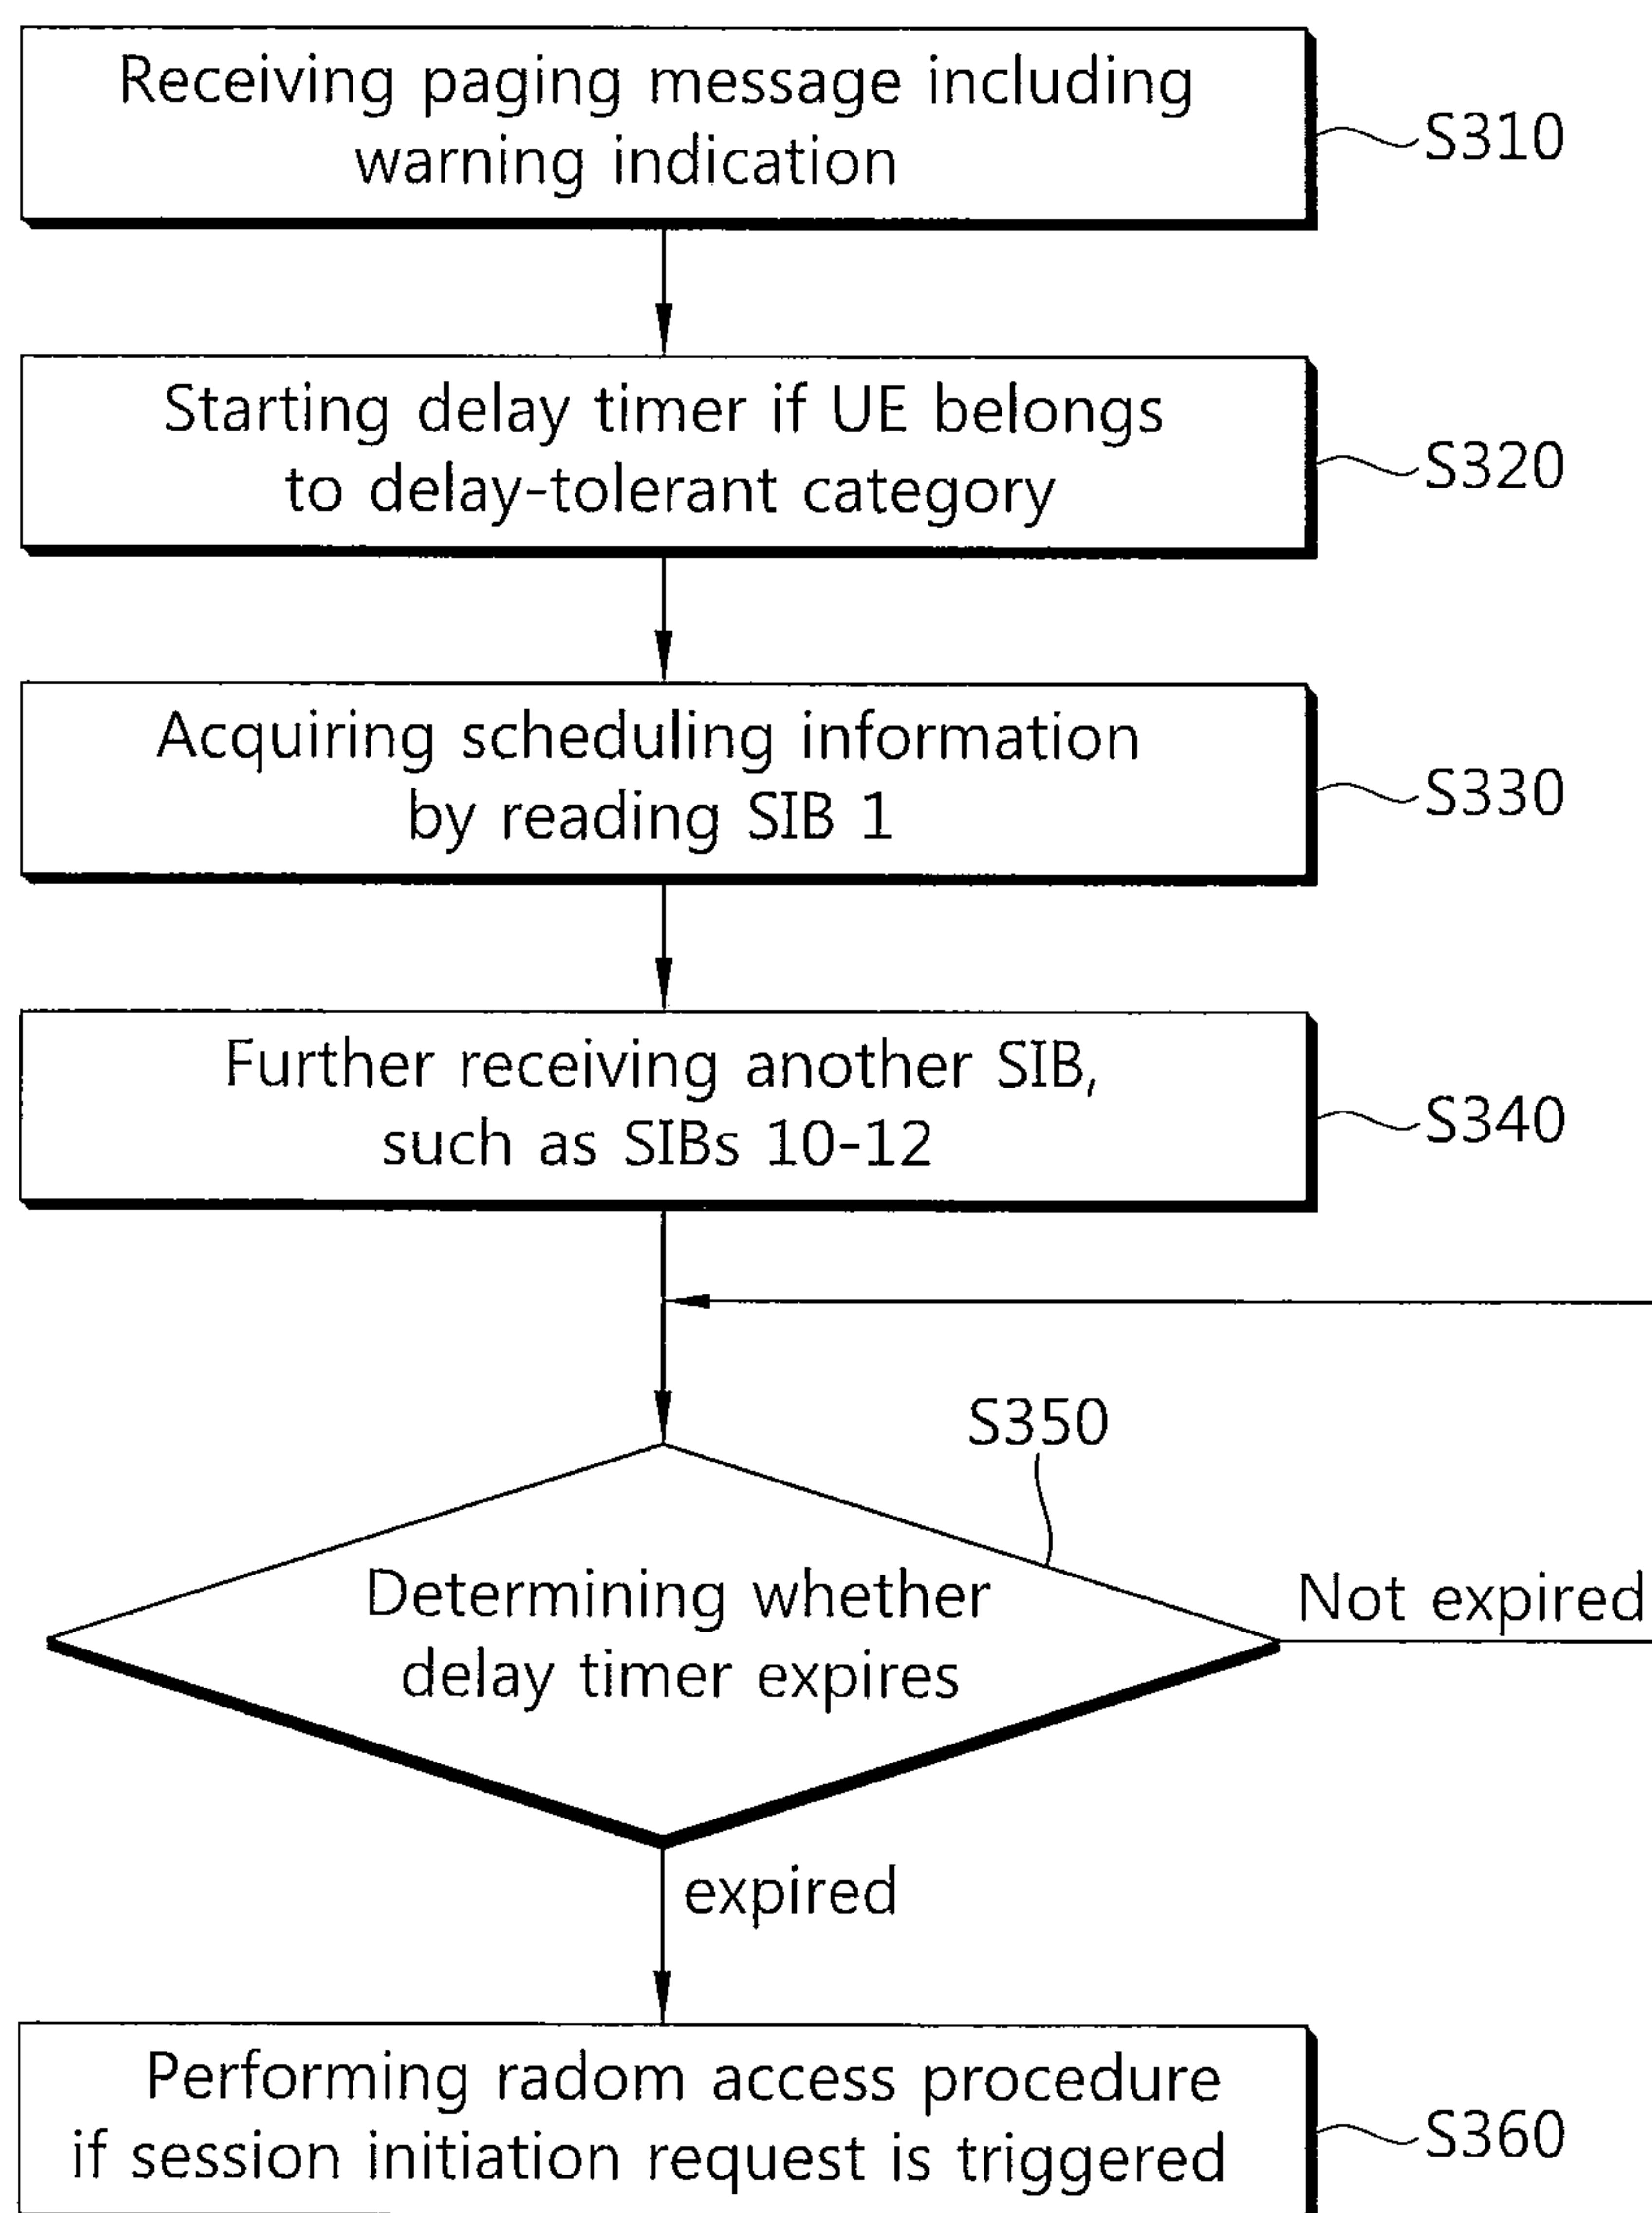 Receiving paging message including
warning indication
S310
Starting delay timer if UE belongs
to delay-tolerant category
S320
Acquiring scheduling information
by reading SIB 1
S330
Further receiving another SIB,
such as SIBs 10-12
S340
S350
Determining whether
delay timer expires
Not expired
expired
Performing radom access procedure
if session initiation request is triggered
S360